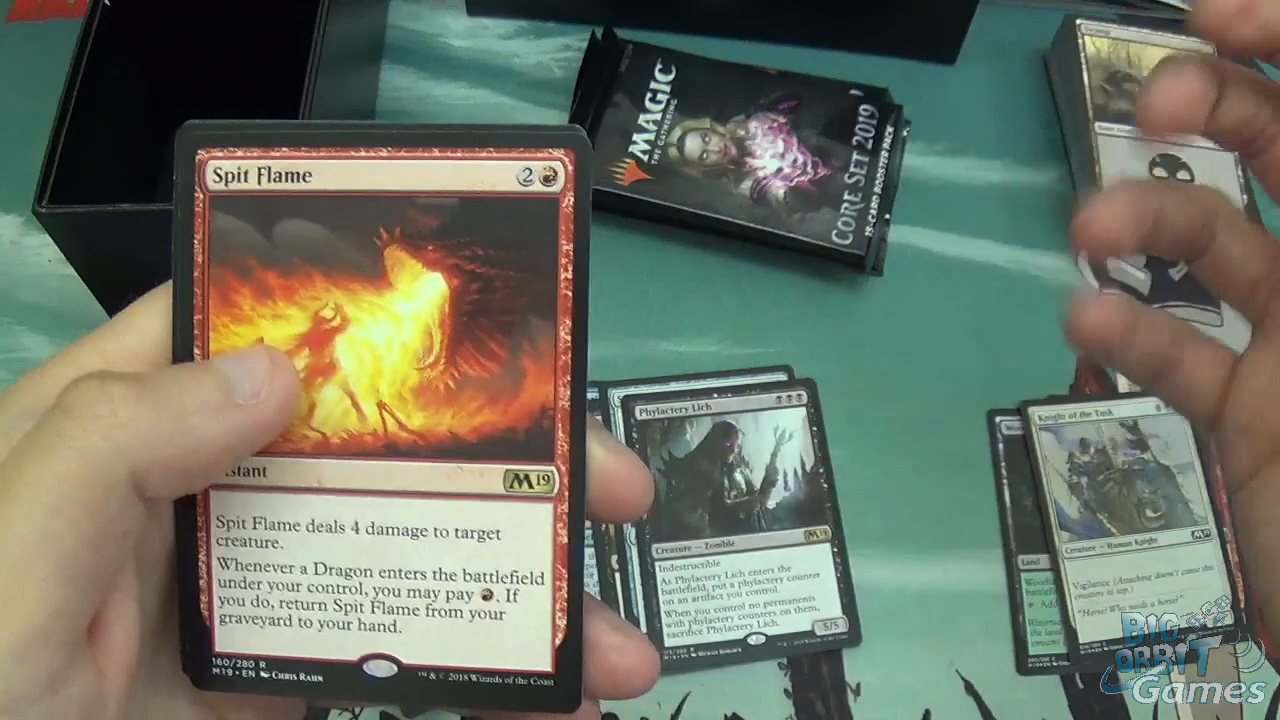 Spit Flame 2
Instant
M19
Spit Flame deals 4 damage to target
creature.
Whenever a Dragon enters the battlefield
under your control, you may pay . If
you do, return Spit Flame from your
graveyard to your hand.
160/280 R
M19 • EN CHRIS RAHN
™ & © 2018 Wizards of the Coast
MAGIC
THE GATHERING
CORE SET 2019
15-CARD BOOSTER PACK
Phylactery Lich
Creature — Zombie
M19
Indestructible
As Phylactery Lich enters the
battlefield, put a phylactery counter
on an artifact you control.
When you control no permanents
with phylactery counters on them,
sacrifice Phylactery Lich.
5/5
Knight of the Tusk
Creature — Human Knight
M19
Vigilance (Attacking doesn't cause this
creature to tap.)
"Horse? Who needs a horse?"
Land
BIG
ORBIT
Games